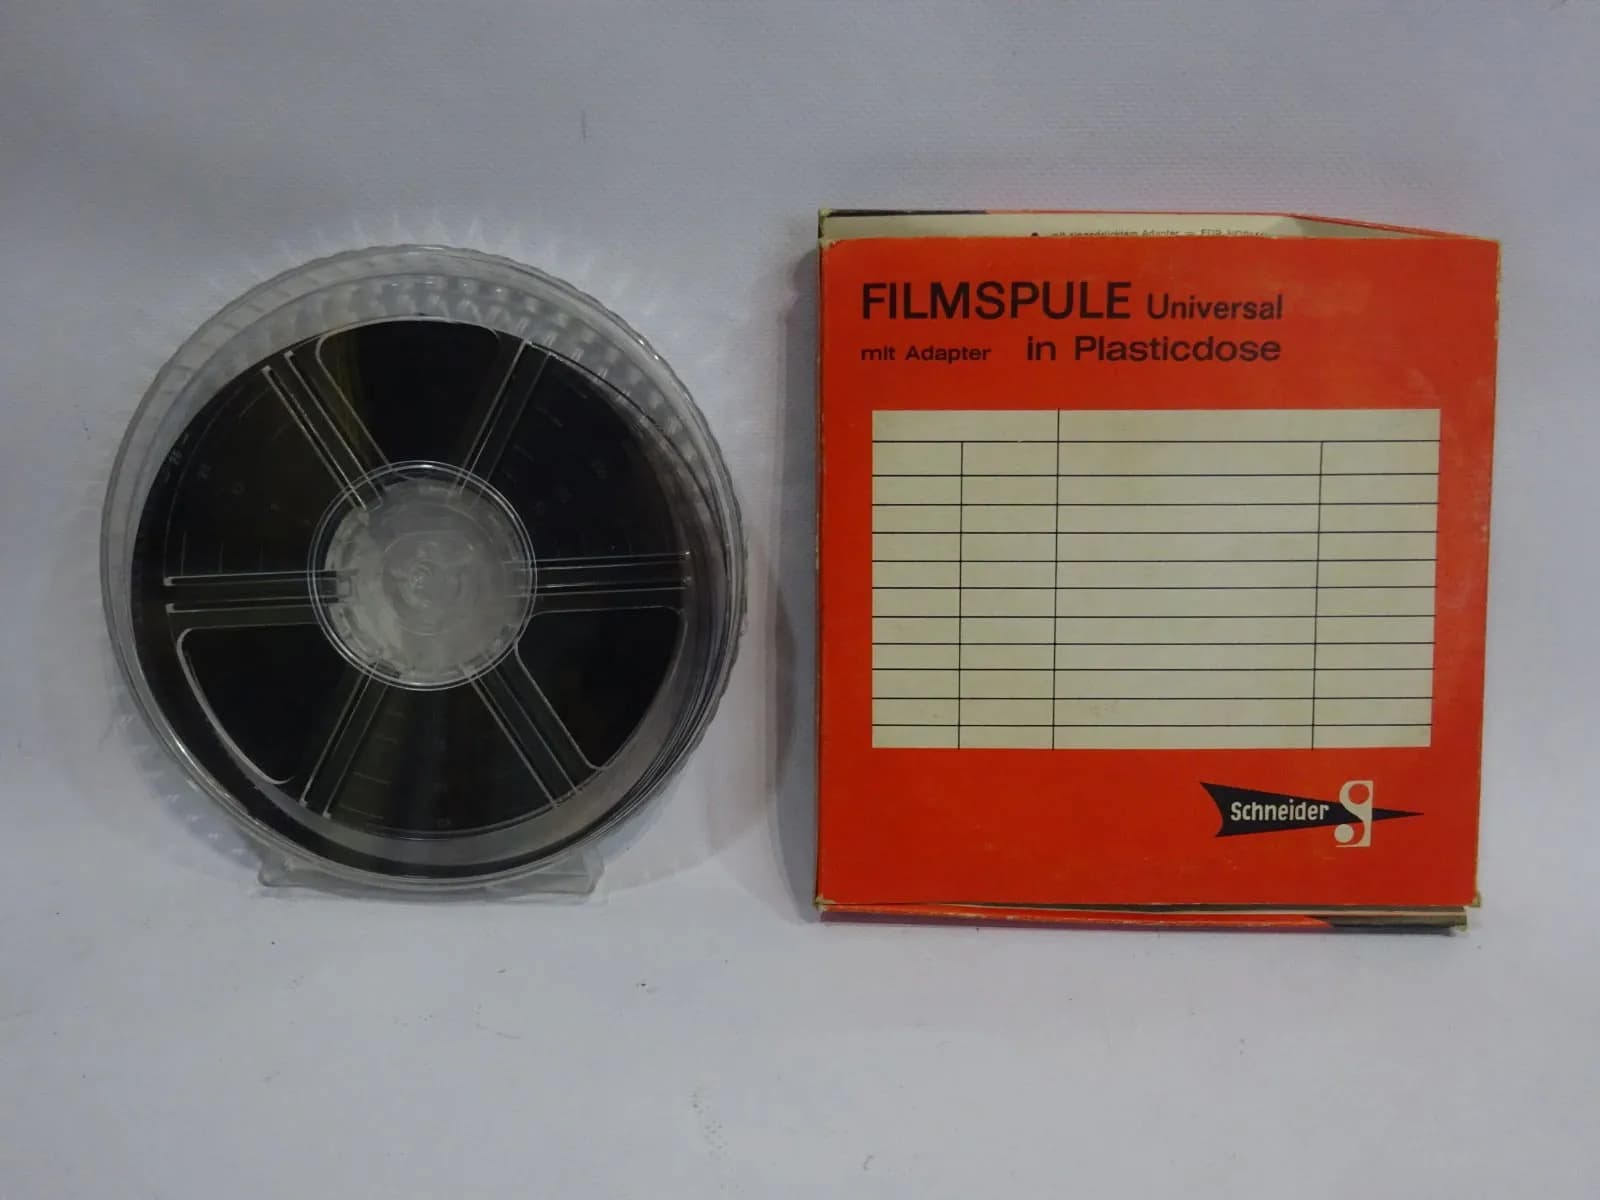 FILMSPULE Universal
mit Adapter in Plasticdose
Schneider